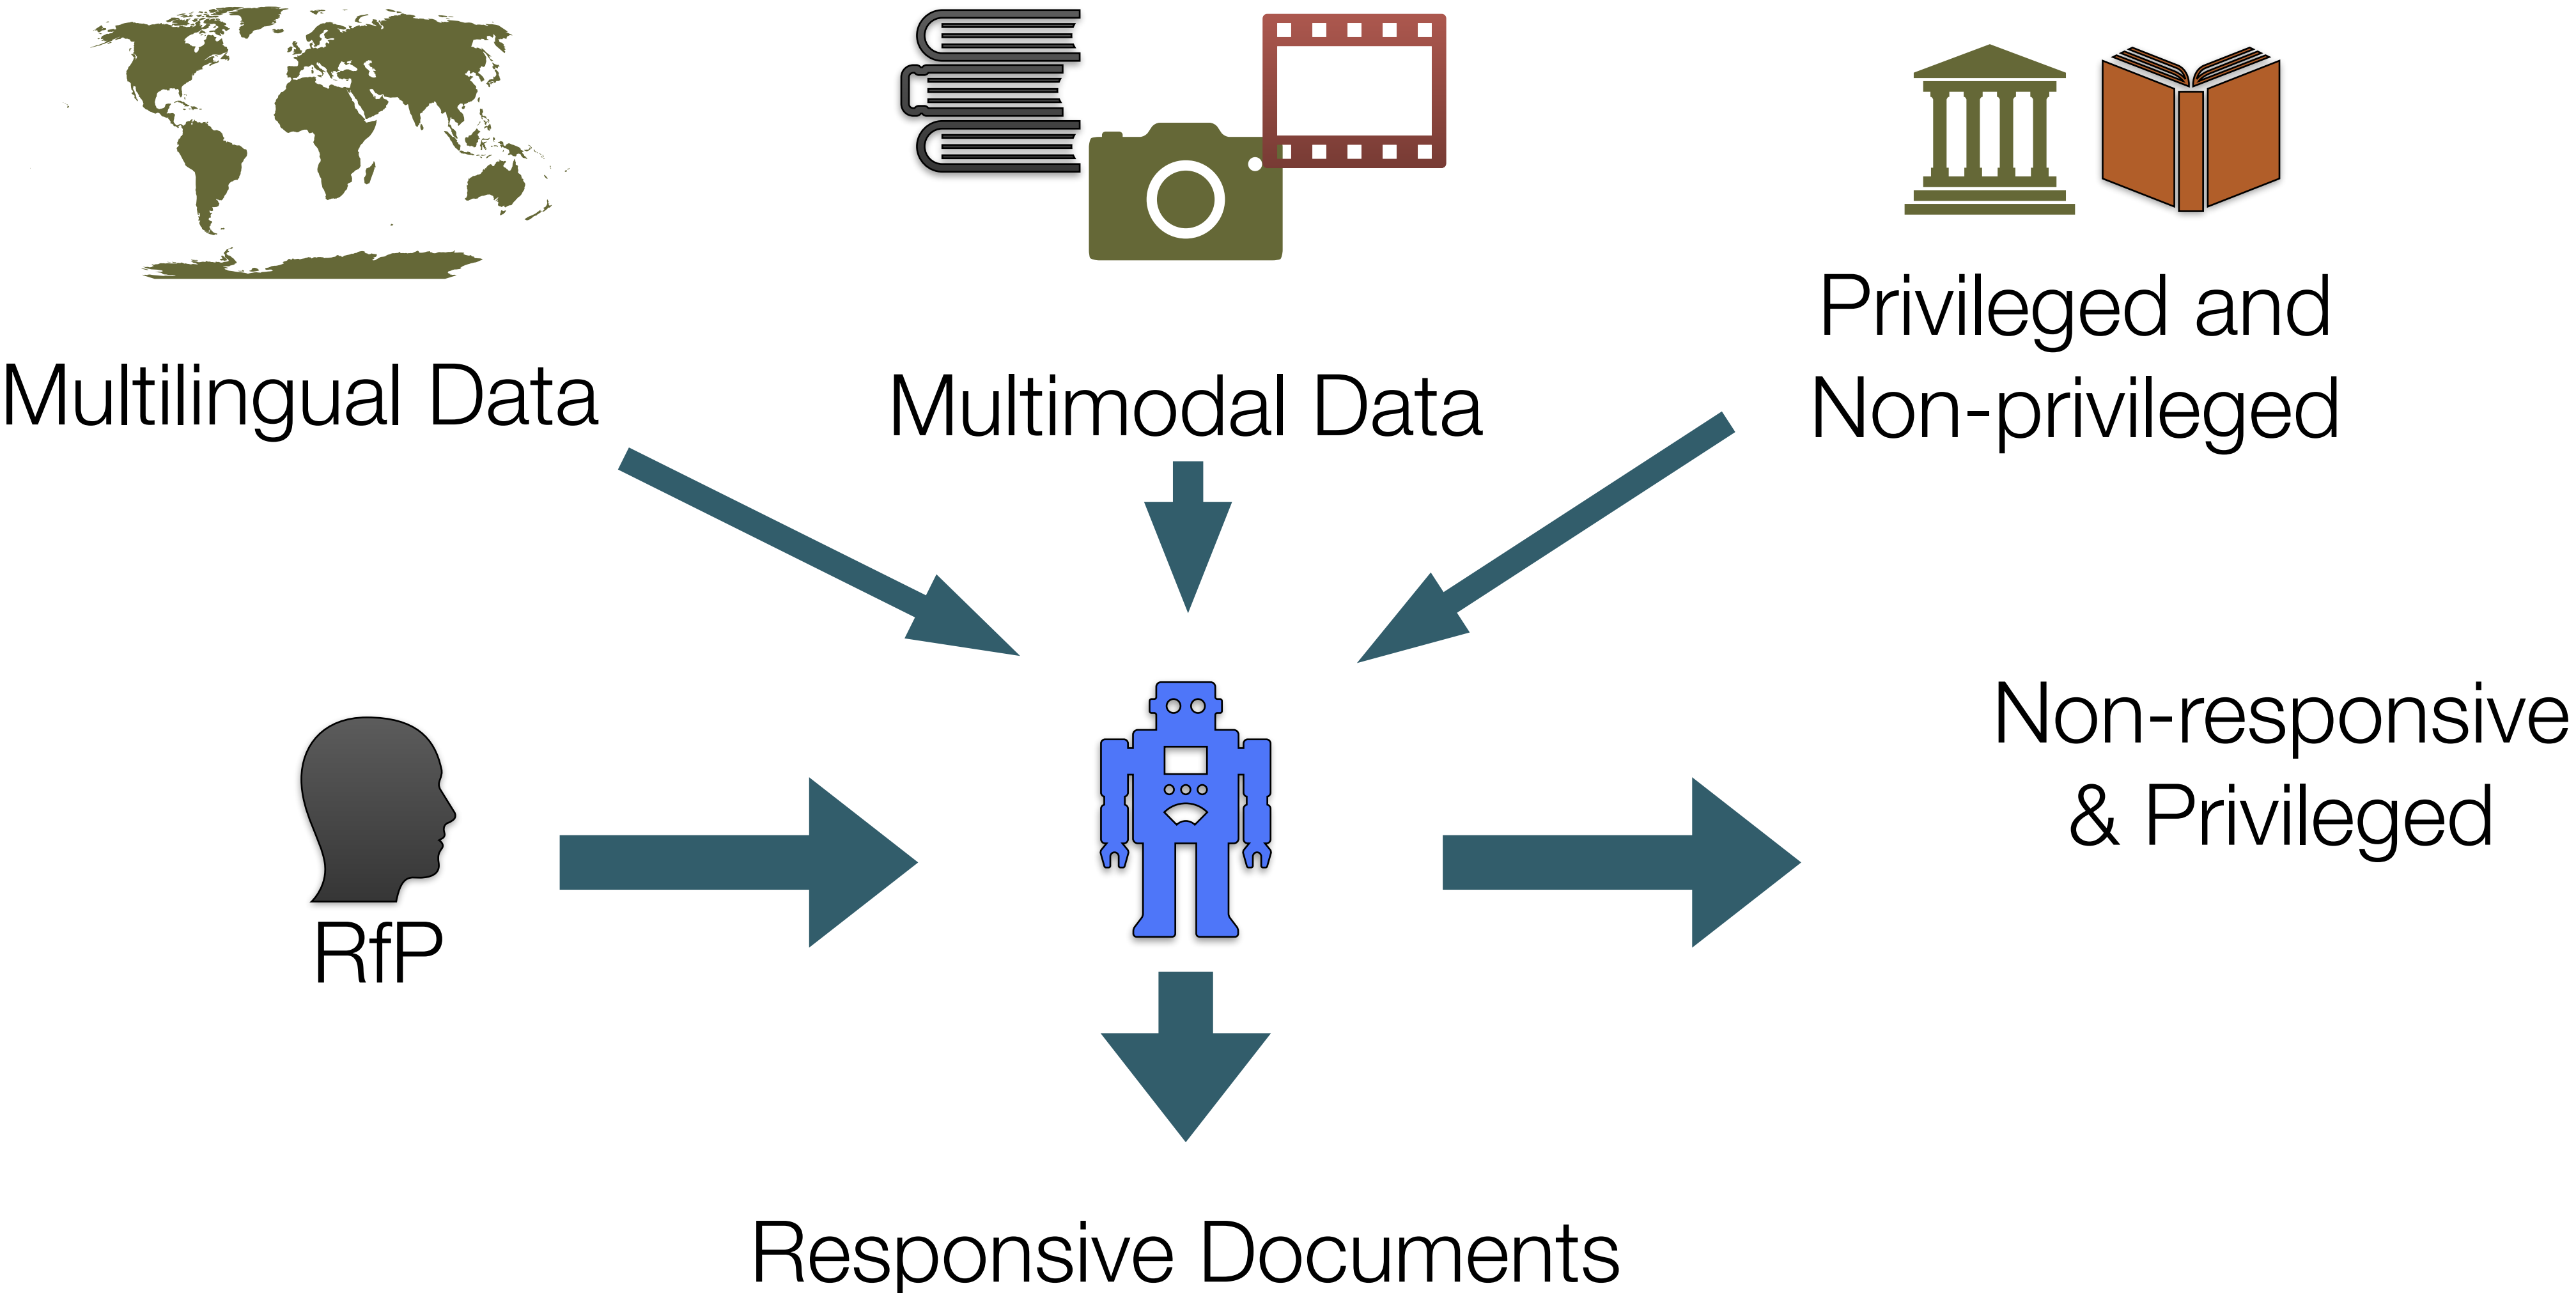 Multilingual Data
Multimodal Data
Privileged and
Non-privileged
RfP
Non-responsive
& Privileged
Responsive Documents